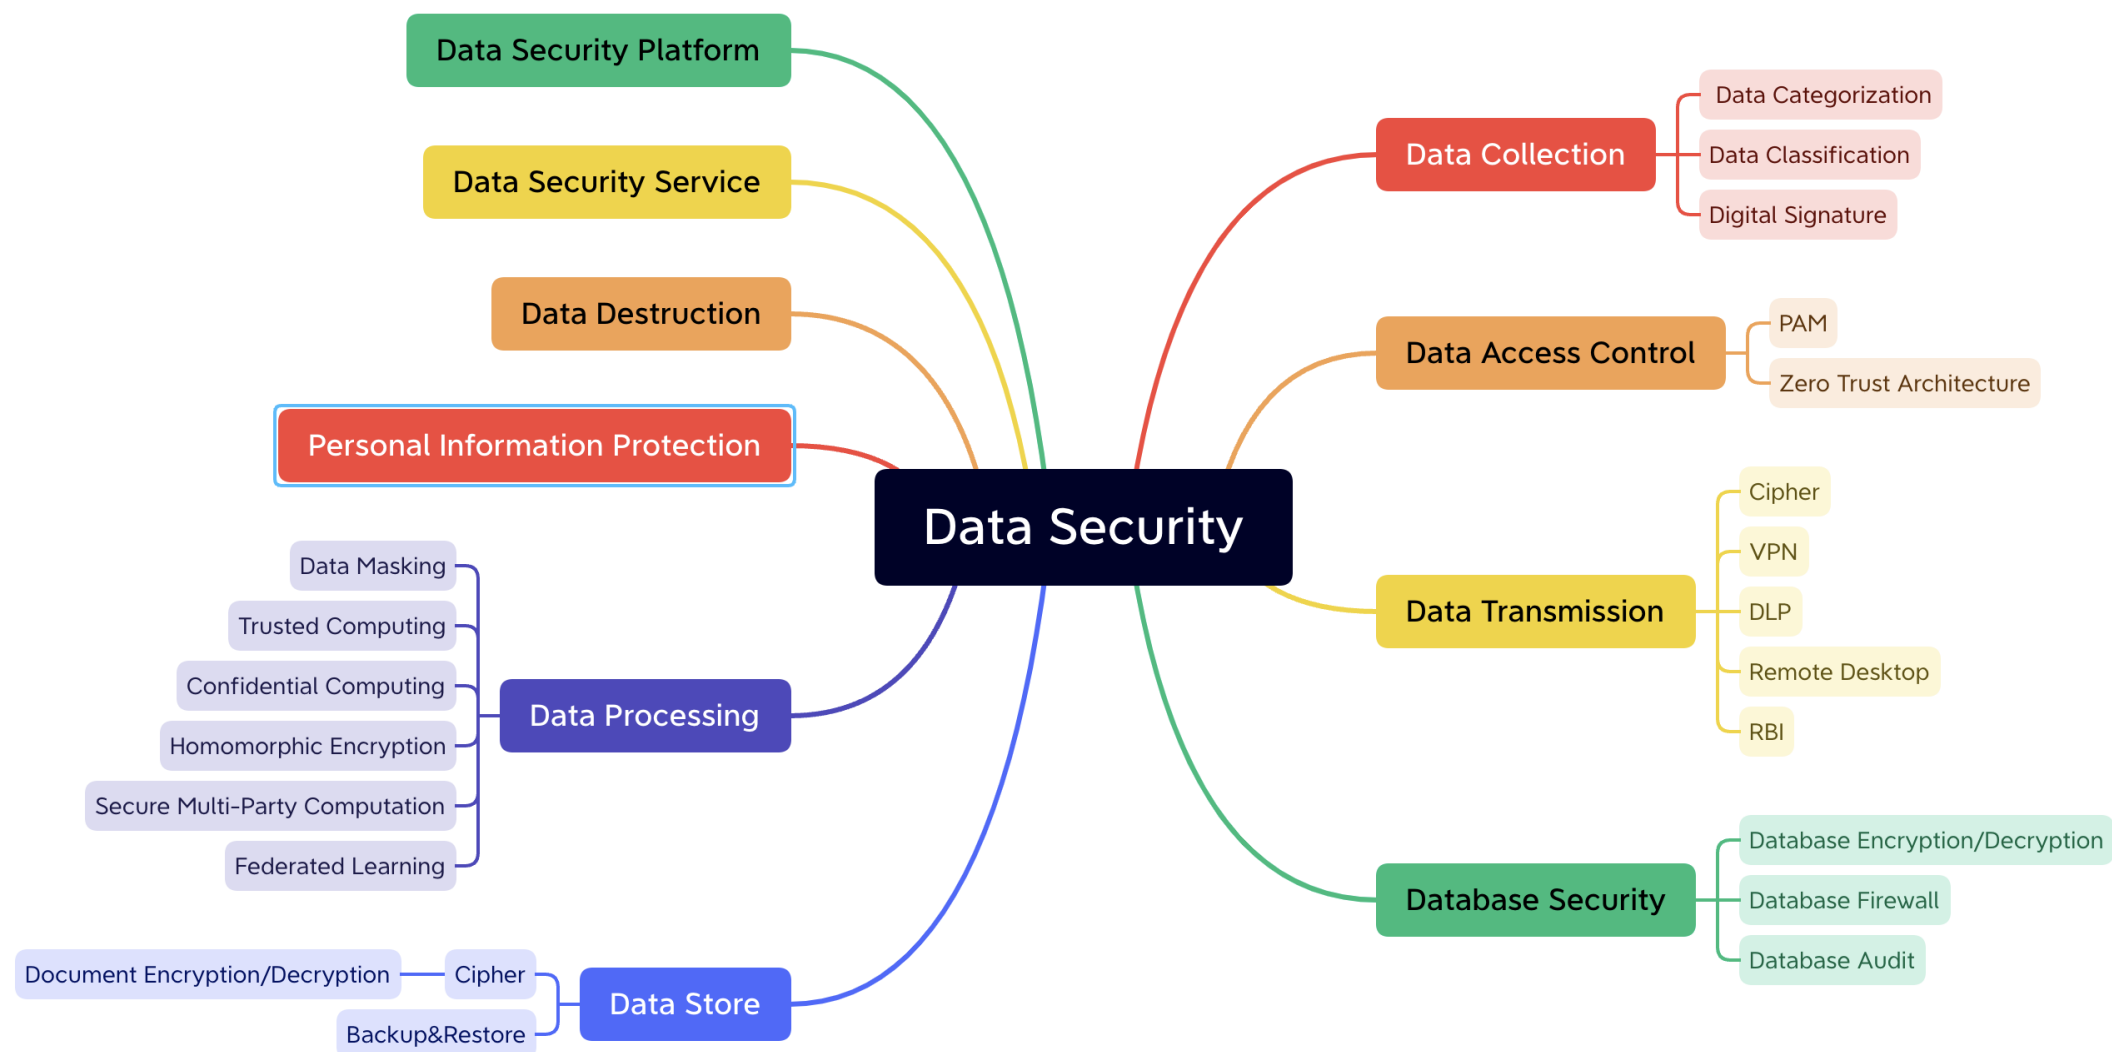 Data Security Platform
Data Security Service
Data Destruction
Personal Information Protection
Data Masking
Trusted Computing
Confidential Computing
Homomorphic Encryption
Secure Multi-Party Computation
Federated Learning
Data Processing
Document Encryption/Decryption
Cipher
Backup&Restore
Data Store
Data Security
Data Collection
Data Categorization
Data Classification
Digital Signature
Data Access Control
PAM
Zero Trust Architecture
Data Transmission
Cipher
VPN
DLP
Remote Desktop
RBI
Database Security
Database Encryption/Decryption
Database Firewall
Database Audit